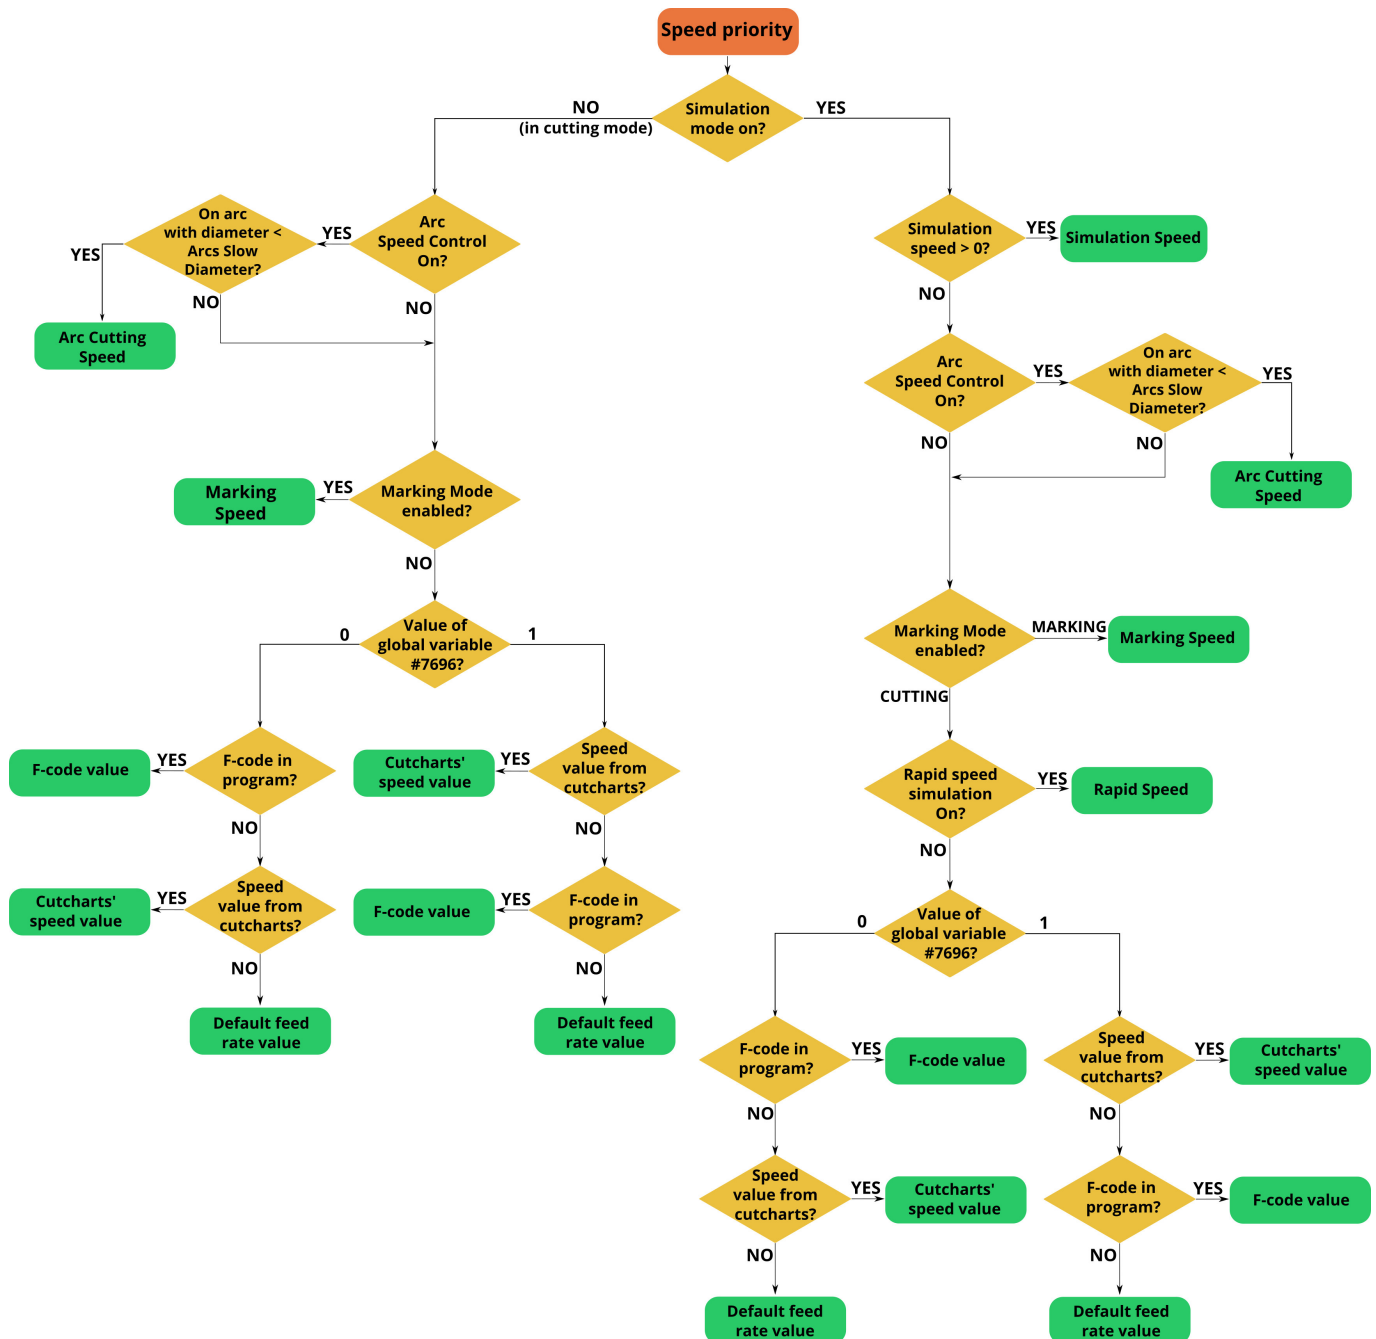 Speed priority
Simulation
mode on?
NO
(in cutting mode)
YES
Arc
Speed Control
On?
YES
On arc
with diameter <
Arcs Slow
Diameter?
YES
Arc Cutting
Speed
NO
NO
Marking Mode
enabled?
YES
Marking
Speed
NO
Value of
global variable
#7696?
0
1
F-code in
program?
YES
F-code value
NO
Speed
value from
cutcharts?
YES
Cutcharts'
speed value
NO
Default feed
rate value
Speed
value from
cutcharts?
YES
Cutcharts'
speed value
NO
F-code in
program?
YES
F-code value
NO
Default feed
rate value
Simulation
speed > 0?
YES
Simulation Speed
NO
Arc
Speed Control
On?
YES
On arc
with diameter <
Arcs Slow
Diameter?
YES
Arc Cutting
Speed
NO
NO
Marking Mode
enabled?
MARKING
Marking Speed
CUTTING
Rapid speed
simulation
On?
YES
Rapid Speed
NO
Value of
global variable
#7696?
0
1
F-code in
program?
YES
F-code value
NO
Speed
value from
cutcharts?
YES
Cutcharts'
speed value
NO
Default feed
rate value
Speed
value from
cutcharts?
YES
Cutcharts'
speed value
NO
F-code in
program?
YES
F-code value
NO
Default feed
rate value